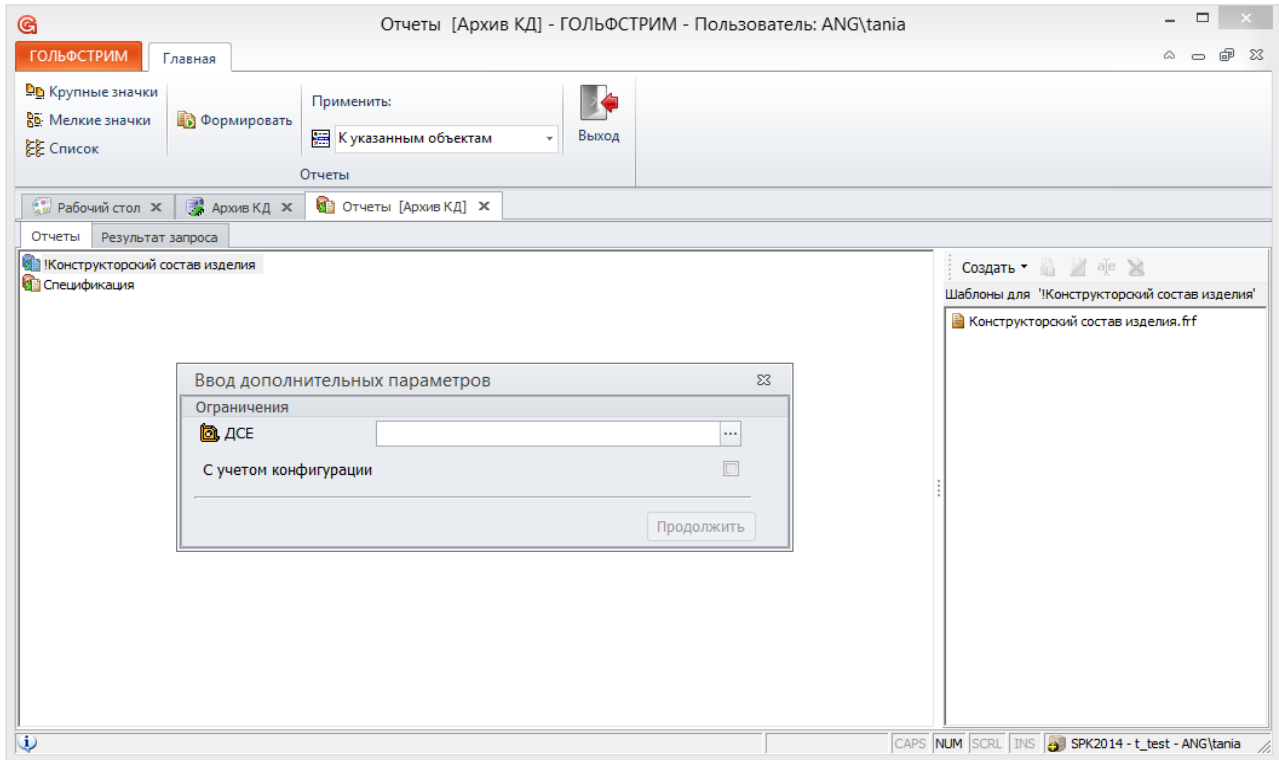 Отчеты [Архив КД] - ГОЛЬФСТРИМ - Пользователь: ANG\tania
ГОЛЬФСТРИМ Главная
Крупные значки
Мелкие значки
Список
Формировать
Применить:
К указанным объектам
Выход
Отчеты
Рабочий стол Архив КД Отчеты [Архив КД]
Отчеты Результат запроса
!Конструкторский состав изделия
Спецификация
Создать
Шаблоны для '!Конструкторский состав изделия'
Конструкторский состав изделия.frf
Ввод дополнительных параметров
Ограничения
ДСЕ
...
С учетом конфигурации
Продолжить
CAPS NUM SCRL INS SPK2014 - t_test - ANG\tania